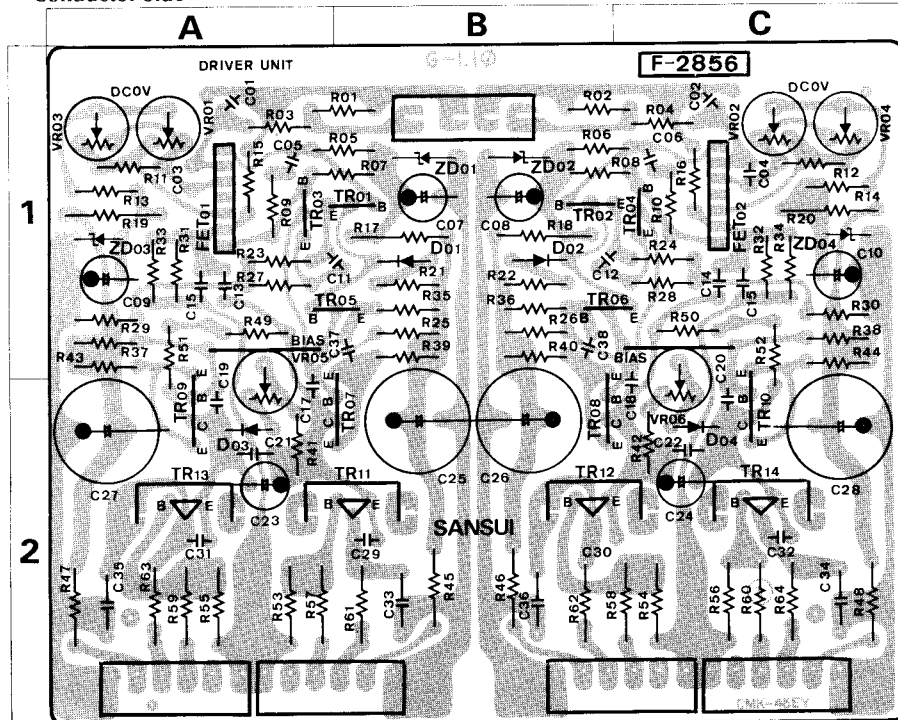 A B C
DRIVER UNIT G-L1Φ F-2856
DC0V C01 R01 R02 C02 DC0V
VR03 VR01 R03 R04 VR02 VR04
R15 C05 R05 R06 C06 R16
R11 C03 R07 ZD01 ZD02 R08 C04 R12
R13 FET01 R09 TR03 B E TR01 B E B E TR02 TR04 B E R10 FET02 R14
1
R19 R17 C07 C08 R18 R20
ZD03 R33 R31 R23 D01 D02 R24 R32 R34 ZD04 C10
R27 C11 R21 R22 C12 R28
C09 C15 C13 TR05 R35 R36 TR06 C14 C15 R30
R29 R49 B E R25 R26 B E R50 R38
R43 R37 R51 BIAS VR05 C37 R39 R40 C38 BIAS R52 R44
TR09 E B C E C19 C17 E B C E TR07 TR08 E B C E C18 VR06 C20 E B C E TR10
D03 C21 R41 R42 C22 D04
C27 TR13 C23 TR11 C25 C26 TR12 C24 TR14 C28
B E B E B E B E
SANSUI
2
C31 C29 C30 C32
R47 C35 R63 R59 R55 R53 R57 R61 C33 R45 R46 C36 R62 R58 R54 R56 R60 R64 C34 R48